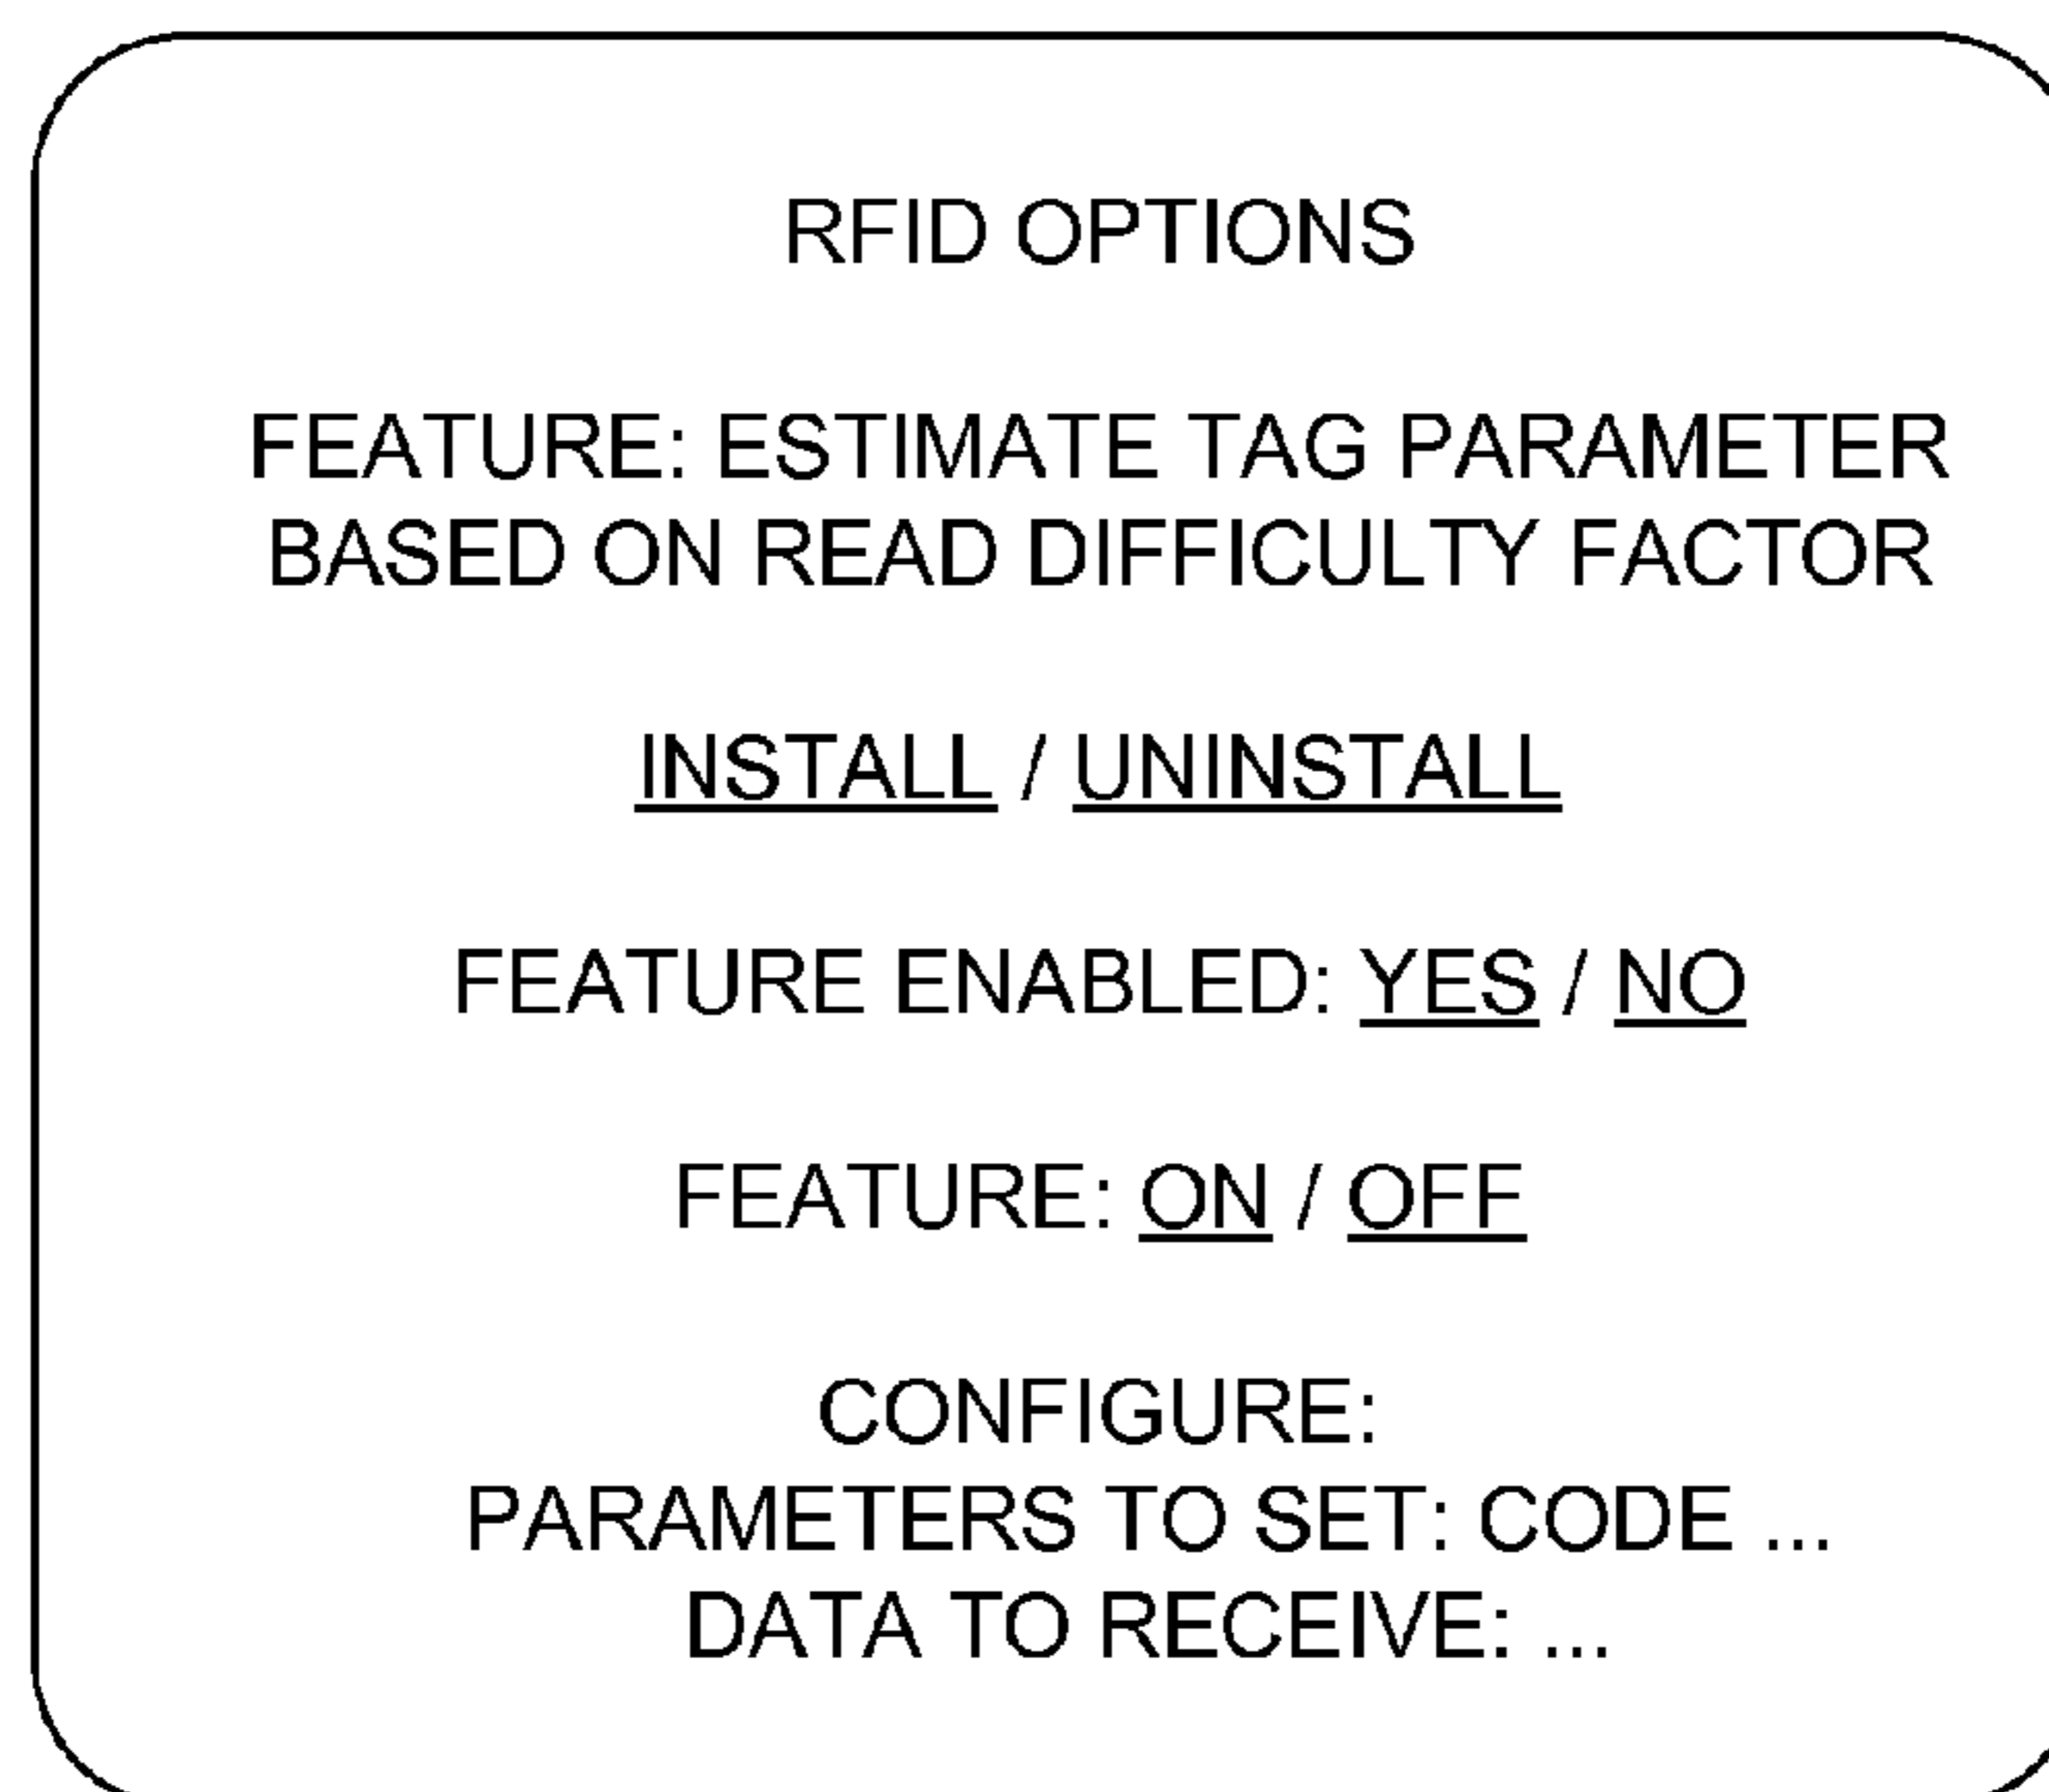 RFID OPTIONS
FEATURE: ESTIMATE TAG PARAMETER
BASED ON READ DIFFICULTY FACTOR
INSTALL / UNINSTALL
FEATURE ENABLED: YES / NO
FEATURE: ON / OFF
CONFIGURE:
PARAMETERS TO SET: CODE ...
DATA TO RECEIVE: ...